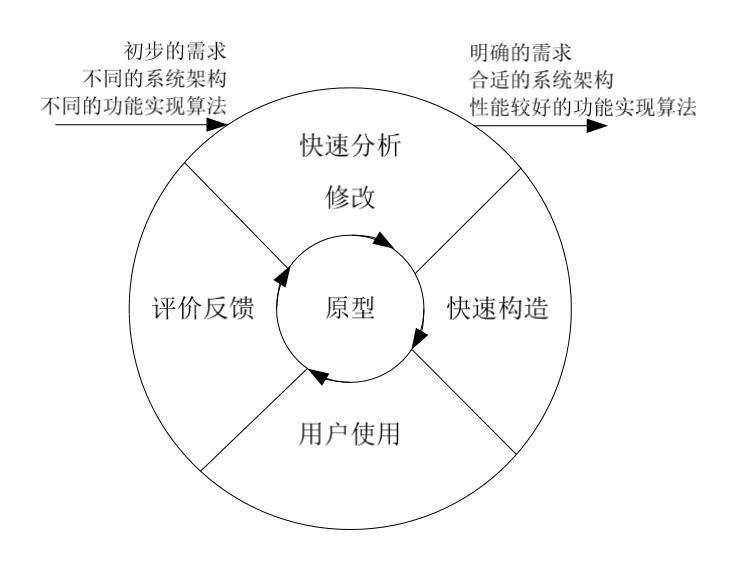 初步的需求
不同的系统架构
不同的功能实现算法
明确的需求
合适的系统架构
性能较好的功能实现算法
快速分析
修改
评价反馈
原型
快速构造
用户使用